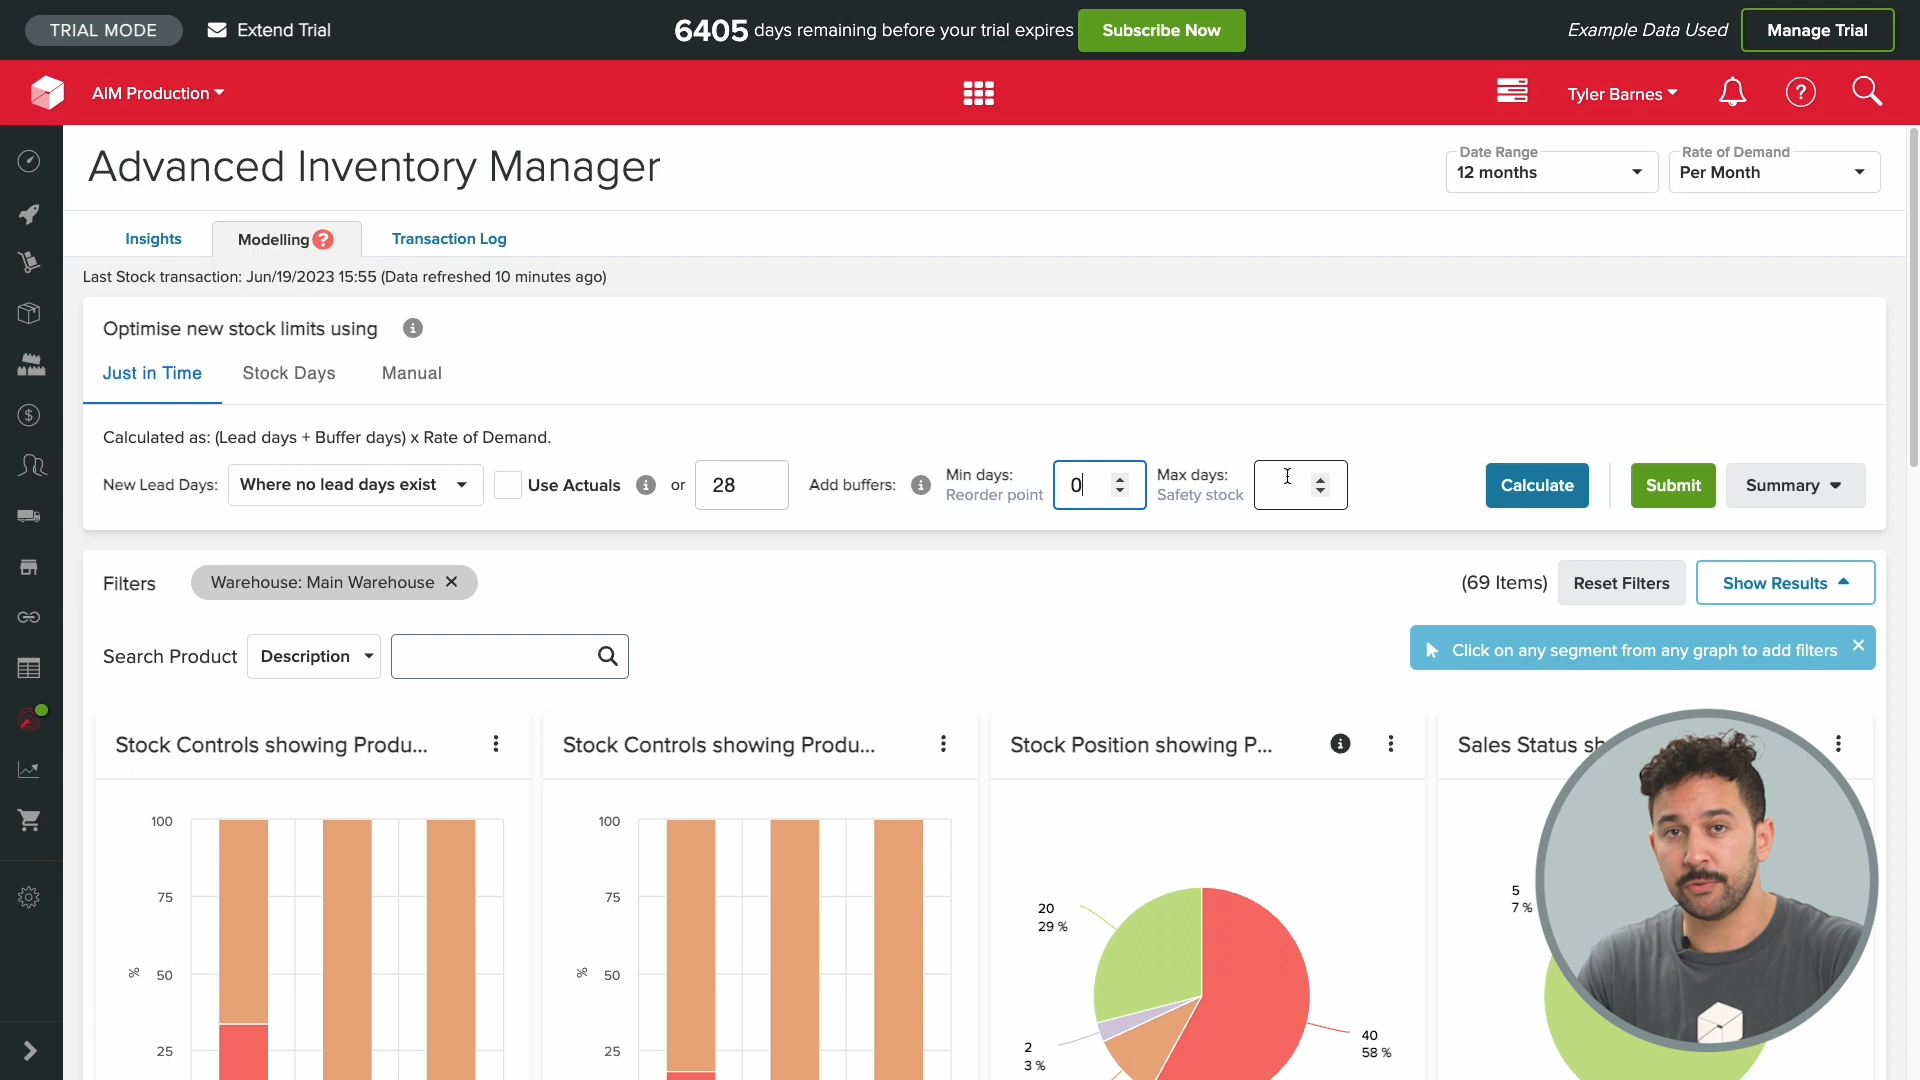 TRIAL MODE
Extend Trial
6405 days remaining before your trial expires
Subscribe Now
Example Data Used
Manage Trial
AIM Production
Tyler Barnes
?
Advanced Inventory Manager
Date Range
12 months
Rate of Demand
Per Month
Insights
Modelling ?
Transaction Log
Last Stock transaction: Jun/19/2023 15:55 (Data refreshed 10 minutes ago)
Optimise new stock limits using i
Just in Time
Stock Days
Manual
Calculated as: (Lead days + Buffer days) x Rate of Demand.
New Lead Days: Where no lead days exist Use Actuals i or 28 Add buffers: i
Min days:
Reorder point
0
Max days:
Safety stock
Calculate
Submit
Summary
Filters
Warehouse: Main Warehouse ×
(69 Items)
Reset Filters
Show Results
Search Product
Description
Click on any segment from any graph to add filters ×
Stock Controls showing Produ...
Stock Controls showing Produ...
Stock Position showing P... i
Sales Status sh
100
75
%
50
25
100
75
%
50
25
20
29 %
2
3 %
40
58 %
5
7 %